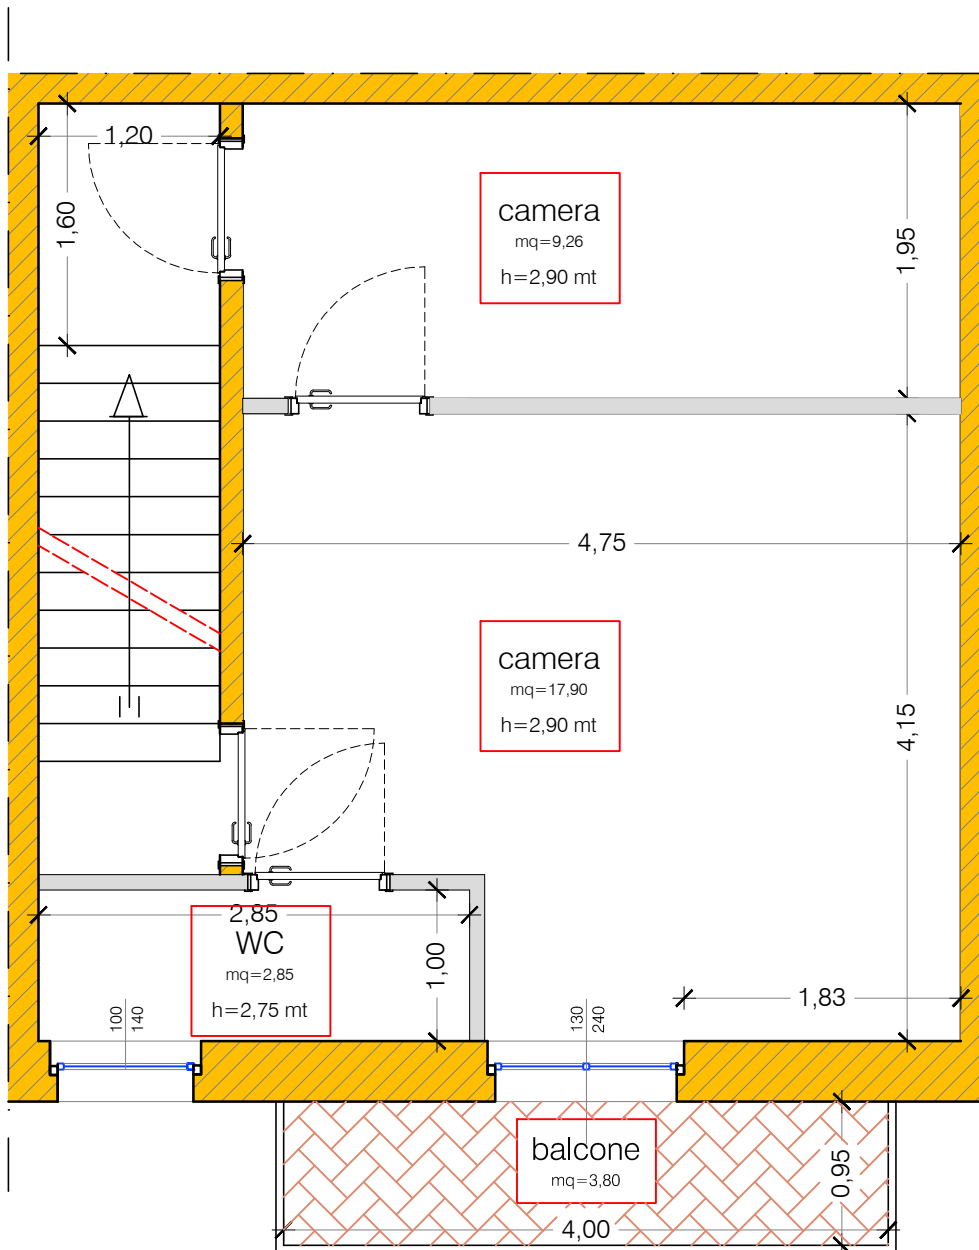 1,20
1,60
camera
mq=9,26
h=2,90 mt
1,95
4,75
camera
mq=17,90
h=2,90 mt
4,15
2,85
WC
mq=2,85
h=2,75 mt
1,00
1,83
100
140
130
240
balcone
mq=3,80
0,95
4,00